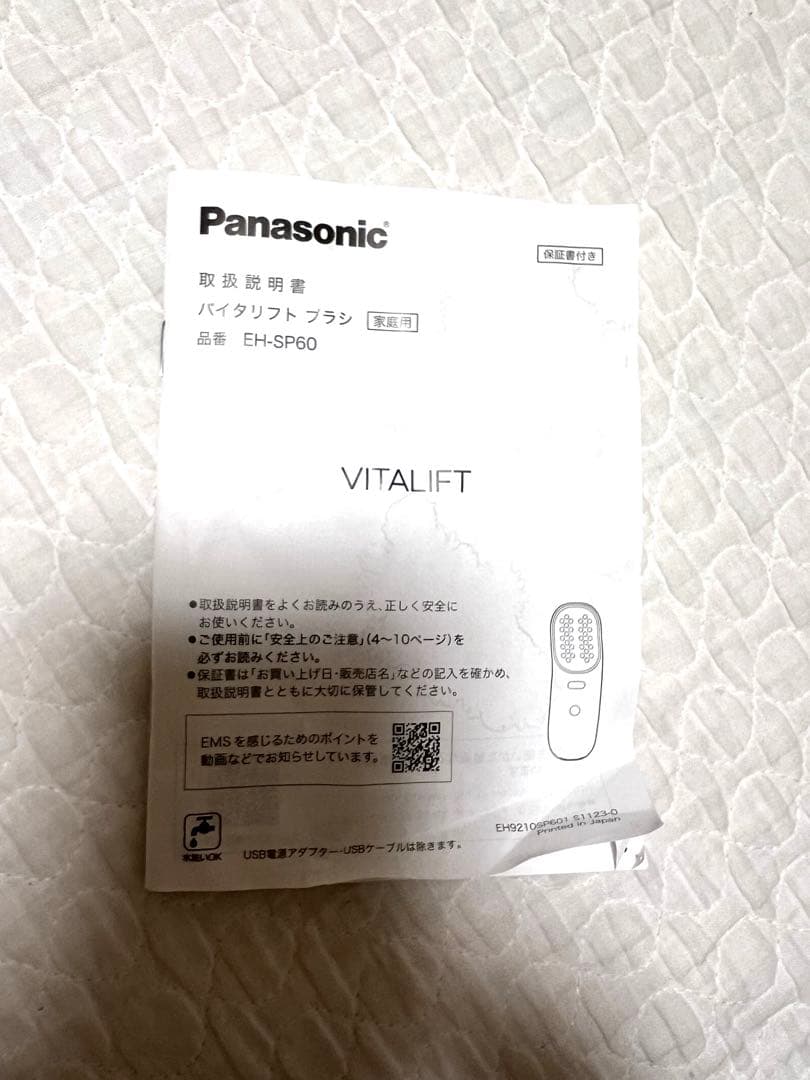 Panasonic®
保証書付き
取扱説明書
バイタリフト ブラシ 家庭用
品番 EH-SP60
VITALIFT
●取扱説明書をよくお読みのうえ、正しく安全に
お使いください。
●ご使用前に「安全上のご注意」(4〜10ページ)を
必ずお読みください。
●保証書は「お買い上げ日・販売店名」などの記入を確かめ、
取扱説明書とともに大切に保管してください。
EMSを感じるためのポイントを
動画などでお知らせしています。
EH9210SP601 S1123-0
Printed in Japan
水洗いOK
USB電源アダプター・USBケーブルは除きます。